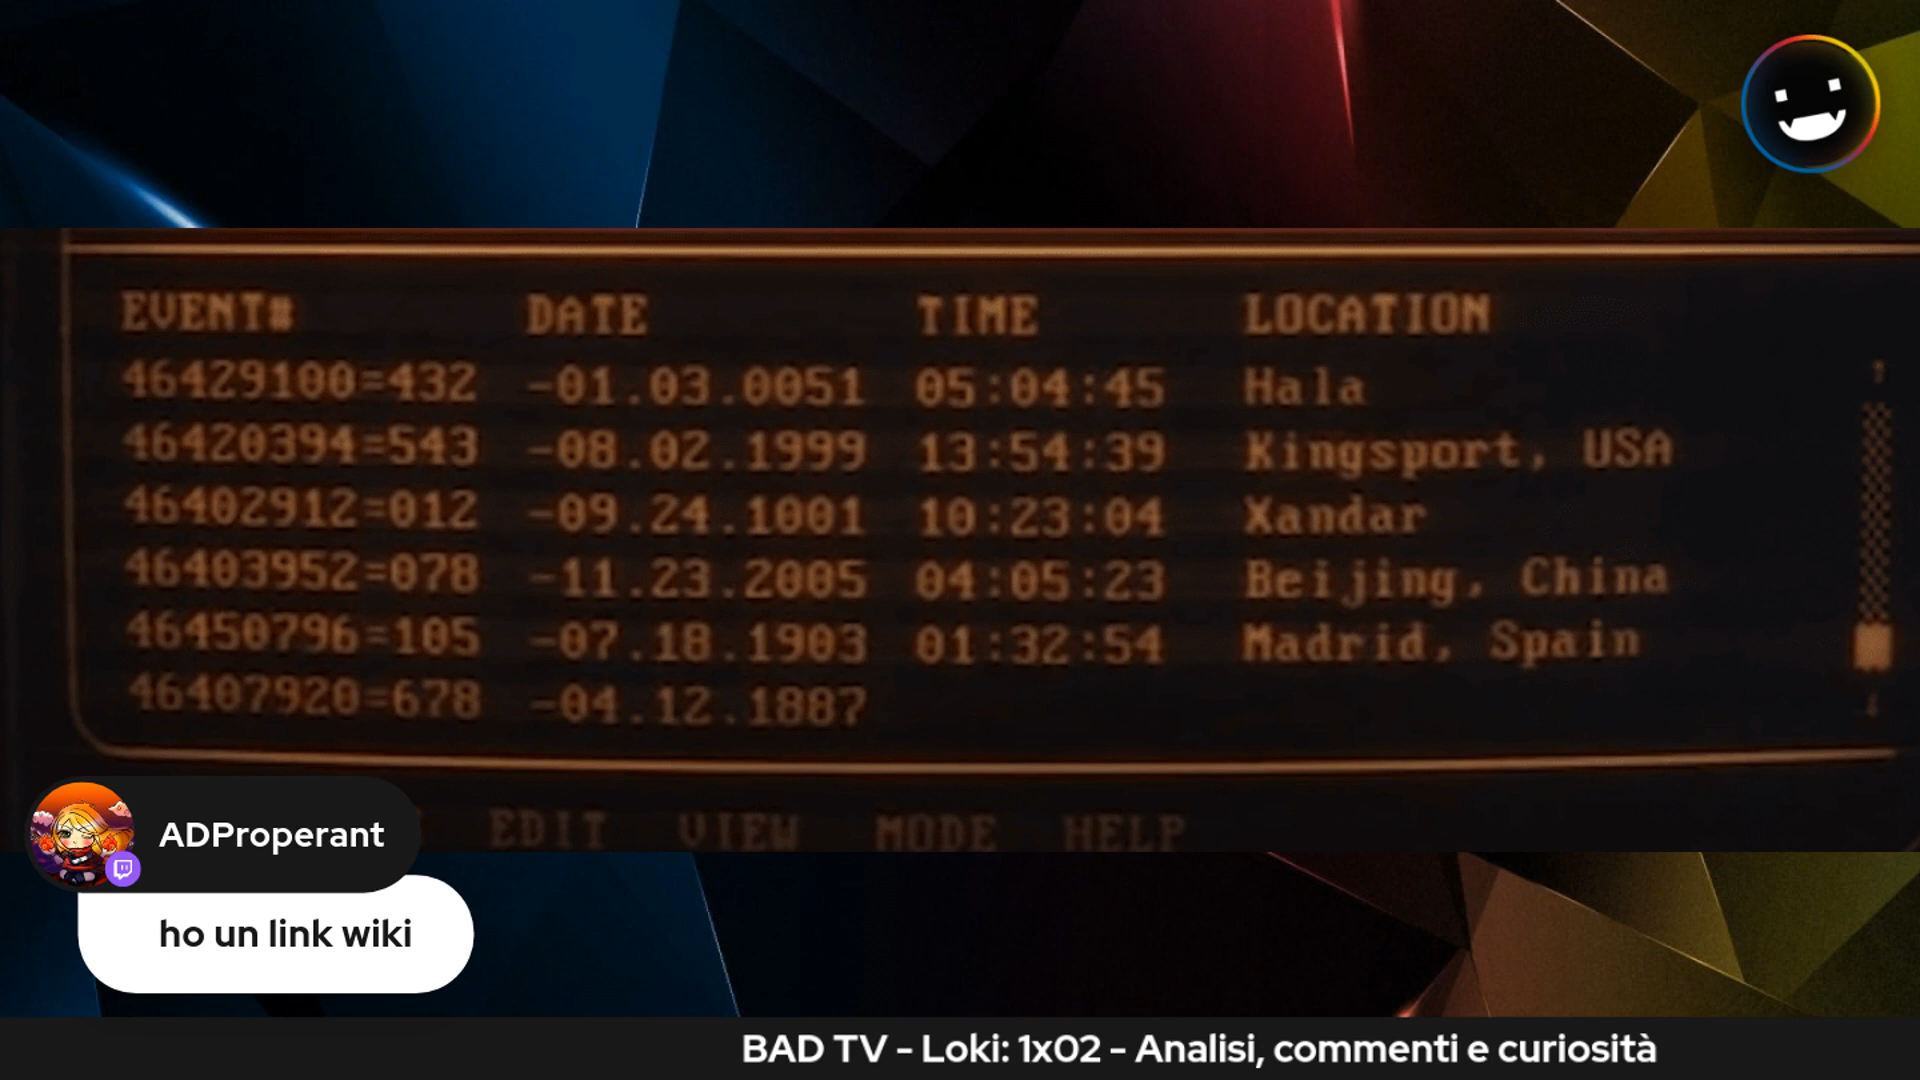 EVENT# DATE TIME LOCATION
46429100=432 -01.03.0051 05:04:45 Hala
46420394=543 -08.02.1999 13:54:39 Kingsport, USA
46402912=012 -09.24.1001 10:23:04 Xandar
46403952=078 -11.23.2005 04:05:23 Beijing, China
46450796=105 -07.18.1903 01:32:54 Madrid, Spain
46407920=678 -04.12.1887
EDIT VIEW MODE HELP
ADProperant
ho un link wiki
BAD TV - Loki: 1x02 - Analisi, commenti e curiosità